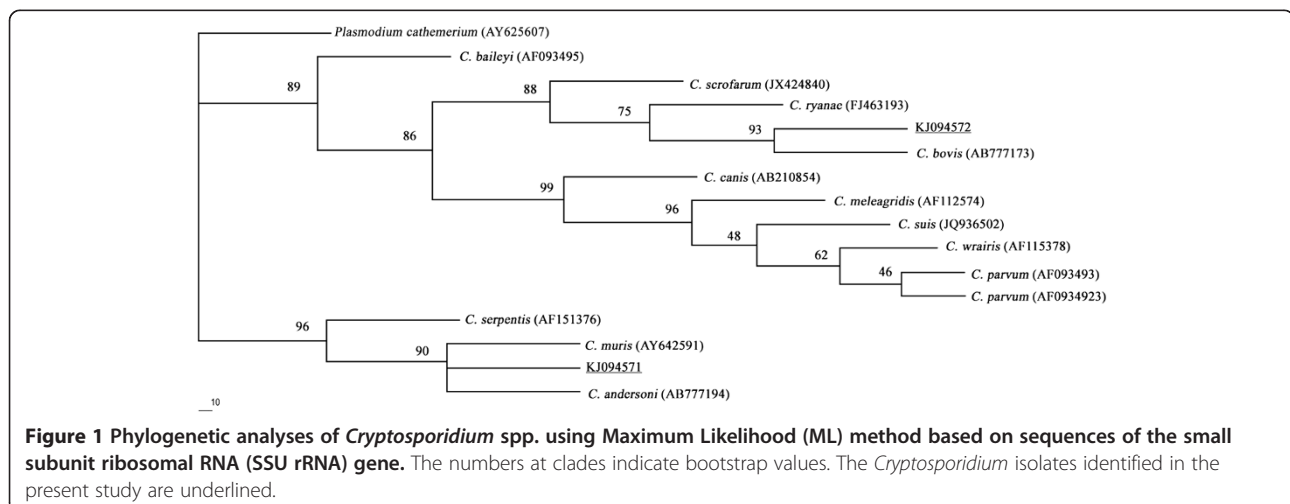 Plasmodium cathemerium (AY625607)
C. baileyi (AF093495)
89
C. scrofarum (JX424840)
88
C. ryanae (FJ463193)
75
KJ094572
93
86
C. bovis (AB777173)
C. canis (AB210854)
99
C. meleagridis (AF112574)
96
C. suis (JQ936502)
48
C. wrairis (AF115378)
62
C. parvum (AF093493)
46
C. parvum (AF0934923)
C. serpentis (AF151376)
96
C. muris (AY642591)
90
KJ094571
C. andersoni (AB777194)
10
Figure 1 Phylogenetic analyses of Cryptosporidium spp. using Maximum Likelihood (ML) method based on sequences of the small
subunit ribosomal RNA (SSU rRNA) gene. The numbers at clades indicate bootstrap values. The Cryptosporidium isolates identified in the
present study are underlined.